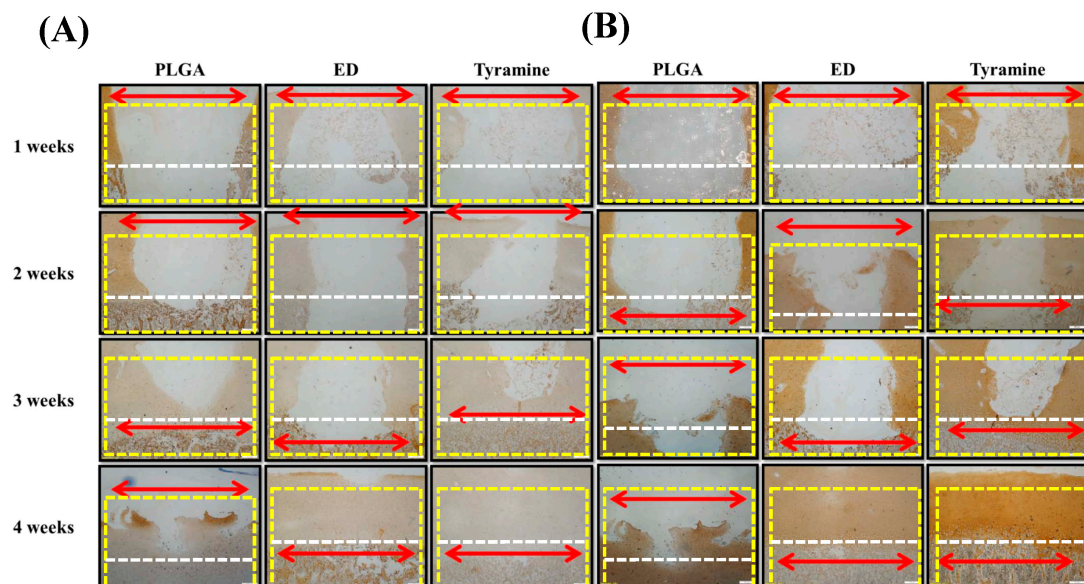 (A) (B)
PLGA ED Tyramine PLGA ED Tyramine
1 weeks
2 weeks
3 weeks
4 weeks